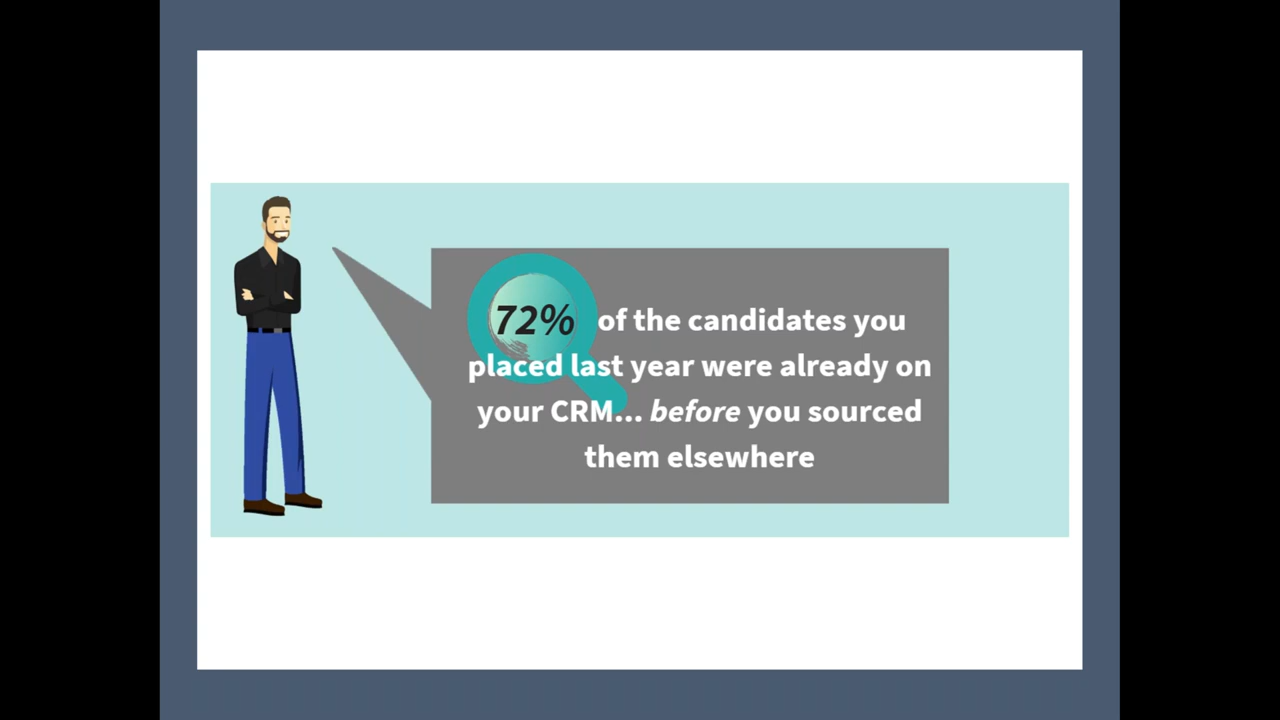 72% of the candidates you
placed last year were already on
your CRM... before you sourced
them elsewhere